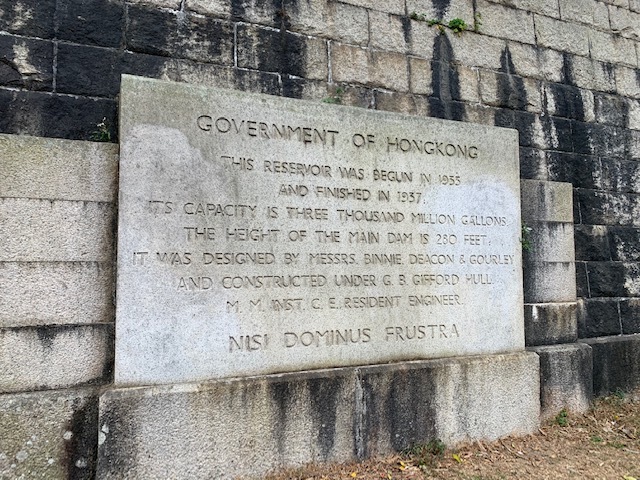 GOVERNMENT OF HONGKONG
THIS RESERVOIR WAS BEGUN IN 1933
AND FINISHED IN 1937.
ITS CAPACITY IS THREE THOUSAND MILLION GALLONS.
THE HEIGHT OF THE MAIN DAM IS 280 FEET.
IT WAS DESIGNED BY MESSRS. BINNIE, DEACON & GOURLEY
AND CONSTRUCTED UNDER G. B. GIFFORD HULL.
M. M. INST. C. E. RESIDENT ENGINEER.
NISI DOMINUS FRUSTRA